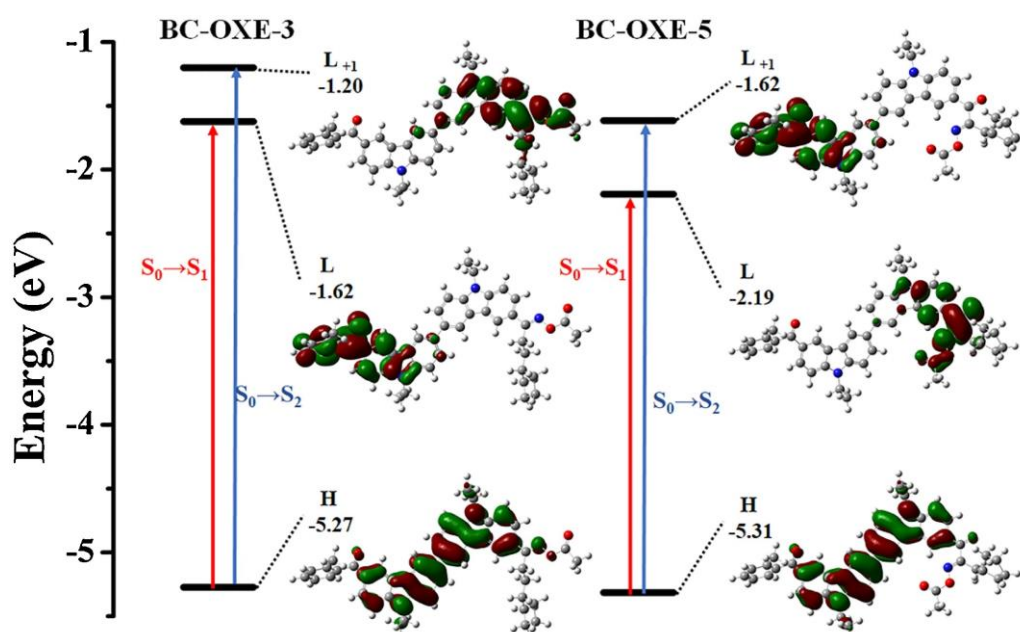 BC-OXE-3
BC-OXE-5
Energy (eV)
-1
-2
-3
-4
-5
L +1
-1.20
L
-1.62
H
-5.27
S0→S1
S0→S2
L +1
-1.62
L
-2.19
H
-5.31
S0→S1
S0→S2